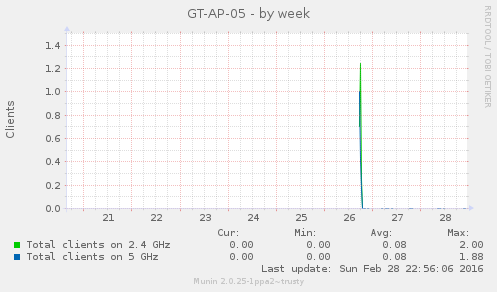 GT-AP-05 - by week
RRDTOOL / TOBI OETIKER
Clients
1.4
1.2
1.0
0.8
0.6
0.4
0.2
0.0
21 22 23 24 25 26 27 28
Cur: Min: Avg: Max:
Total clients on 2.4 GHz 0.00 0.00 0.08 2.00
Total clients on 5 GHz 0.00 0.00 0.08 1.88
Last update: Sun Feb 28 22:56:06 2016
Munin 2.0.25-1ppa2~trusty